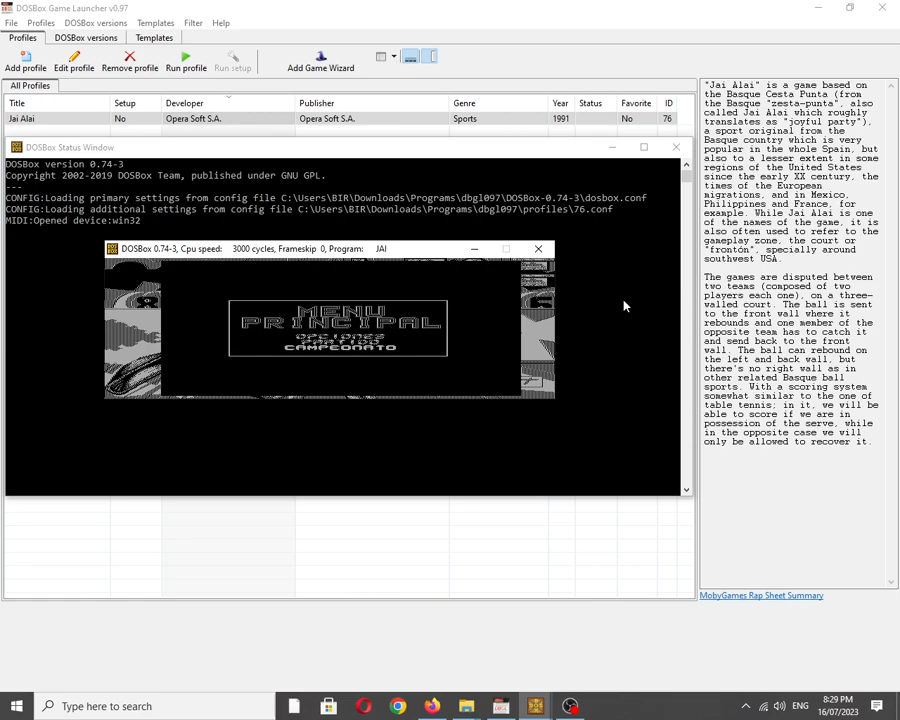 DOSBox Game Launcher v0.97
File Profiles DOSBox versions Templates Filter Help
Profiles DOSBox versions Templates
Add profile Edit profile Remove profile Run profile Run setup Add Game Wizard
All Profiles
Title Setup Developer Publisher Genre Year Status Favorite ID
Jai Alai No Opera Soft S.A. Opera Soft S.A. Sports 1991 No 76
DOSBox Status Window
DOSBox version 0.74-3
Copyright 2002-2019 DOSBox Team, published under GNU GPL.
---
CONFIG:Loading primary settings from config file C:\Users\BIR\Downloads\Programs\dbgl097\DOSBox-0.74-3\dosbox.conf
CONFIG:Loading additional settings from config file C:\Users\BIR\Downloads\Programs\dbgl097\profiles\76.conf
MIDI:Opened device:win32
DOSBox 0.74-3, Cpu speed: 3000 cycles, Frameskip 0, Program: JAI
MENU
PRINCIPAL
OPCIONES
PARTIDO
CAMPEONATO
"Jai Alai" is a game based on
the Basque Cesta Punta (from
the Basque "zesta-punta", also
called Jai Alai which roughly
translates as "joyful party"),
a sport original from the
Basque country which is very
popular in the whole Spain, but
also to a lesser extent in some
regions of the United States
since the early XX century, the
times of the European
migrations, and in Mexico,
Philippines and France, for
example. While Jai Alai is one
of the names of the game, it is
also often used to refer to the
gameplay zone, the court or
"frontón", specially around
southwest USA.
The games are disputed between
two teams (composed of two
players each one), on a three-
walled court. The ball is sent
to the front wall where it
rebounds and one member of the
opposite team has to catch it
and send back to the front
wall. The ball can rebound on
the left and back wall, but
there's no right wall as in
other related Basque ball
sports. With a scoring system
somewhat similar to the one of
table tennis; in it, we will be
able to score if we are in
possession of the serve, while
in the opposite case we will
only be allowed to recover it.
MobyGames Rap Sheet Summary
Type here to search
ENG
8:29 PM
16/07/2023